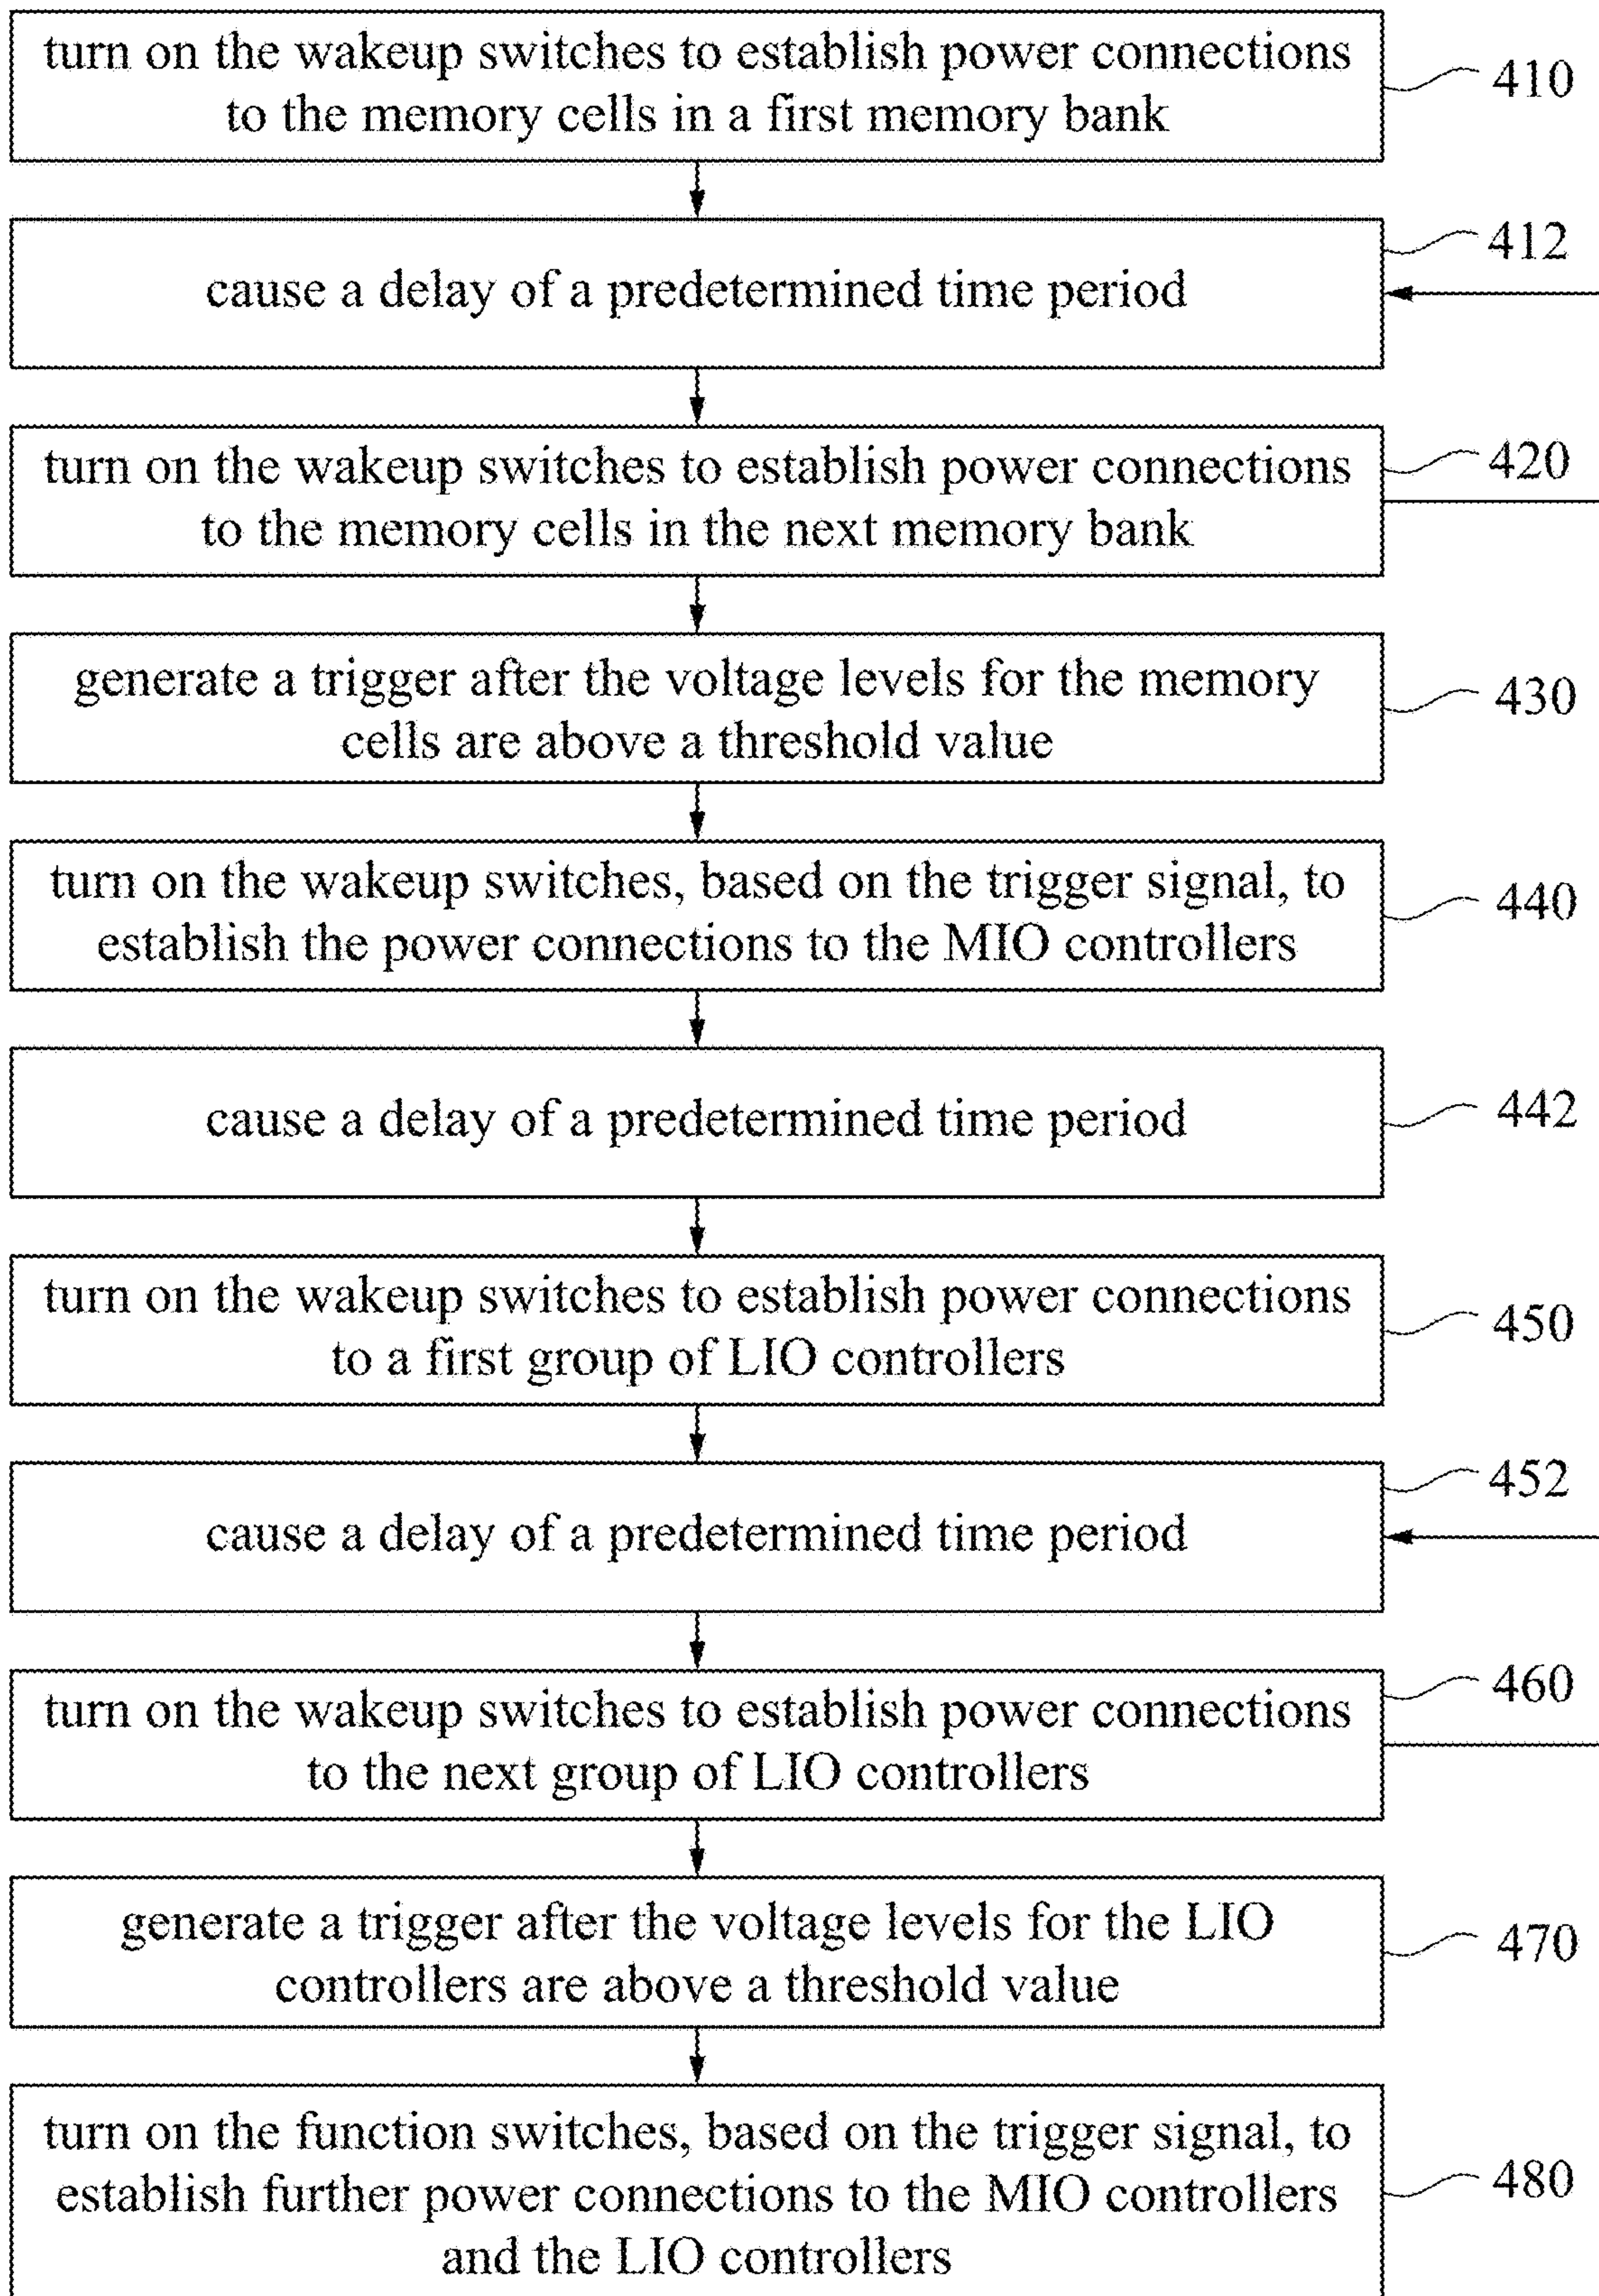 turn on the wakeup switches to establish power connections
to the memory cells in a first memory bank
410
cause a delay of a predetermined time period
412
turn on the wakeup switches to establish power connections
to the memory cells in the next memory bank
420
generate a trigger after the voltage levels for the memory
cells are above a threshold value
430
turn on the wakeup switches, based on the trigger signal, to
establish the power connections to the MIO controllers
440
cause a delay of a predetermined time period
442
turn on the wakeup switches to establish power connections
to a first group of LIO controllers
450
cause a delay of a predetermined time period
452
turn on the wakeup switches to establish power connections
to the next group of LIO controllers
460
generate a trigger after the voltage levels for the LIO
controllers are above a threshold value
470
turn on the function switches, based on the trigger signal, to
establish further power connections to the MIO controllers
and the LIO controllers
480